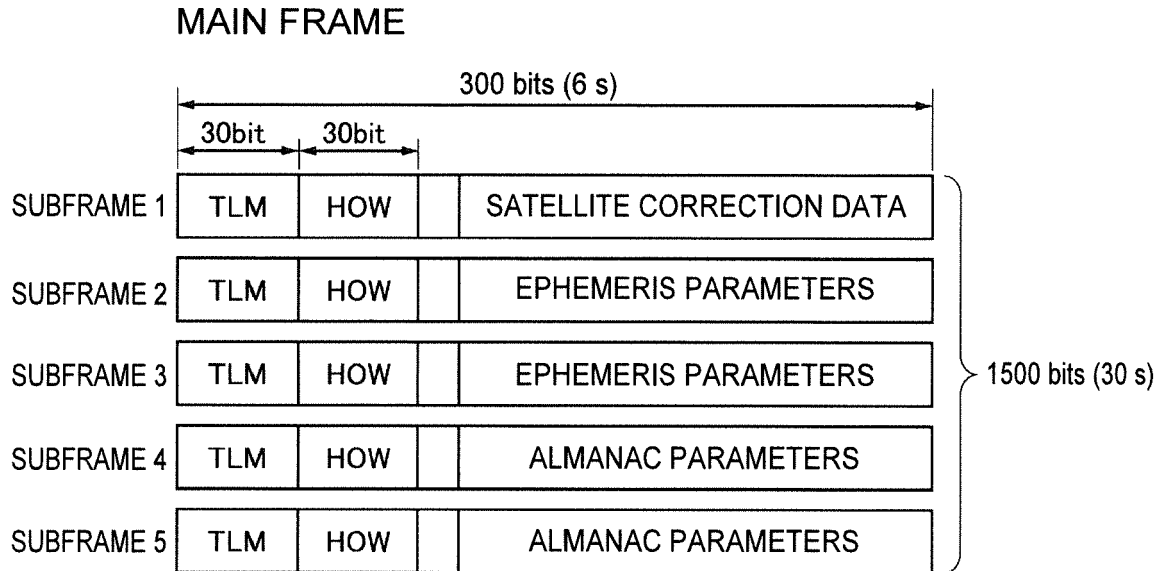 MAIN FRAME
300 bits (6 s)
30bit 30bit
SUBFRAME 1 TLM HOW SATELLITE CORRECTION DATA
SUBFRAME 2 TLM HOW EPHEMERIS PARAMETERS
SUBFRAME 3 TLM HOW EPHEMERIS PARAMETERS
1500 bits (30 s)
SUBFRAME 4 TLM HOW ALMANAC PARAMETERS
SUBFRAME 5 TLM HOW ALMANAC PARAMETERS